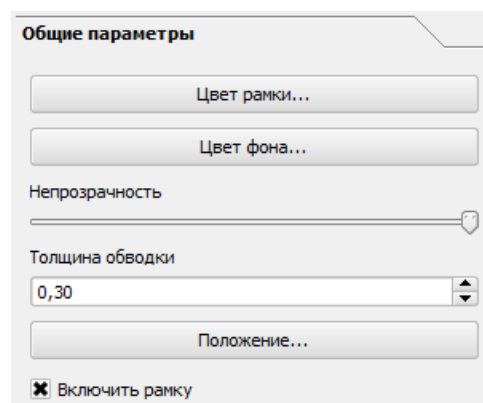 Общие параметры
Цвет рамки...
Цвет фона...
Непрозрачность
Толщина обводки
0,30
Положение...
Включить рамку